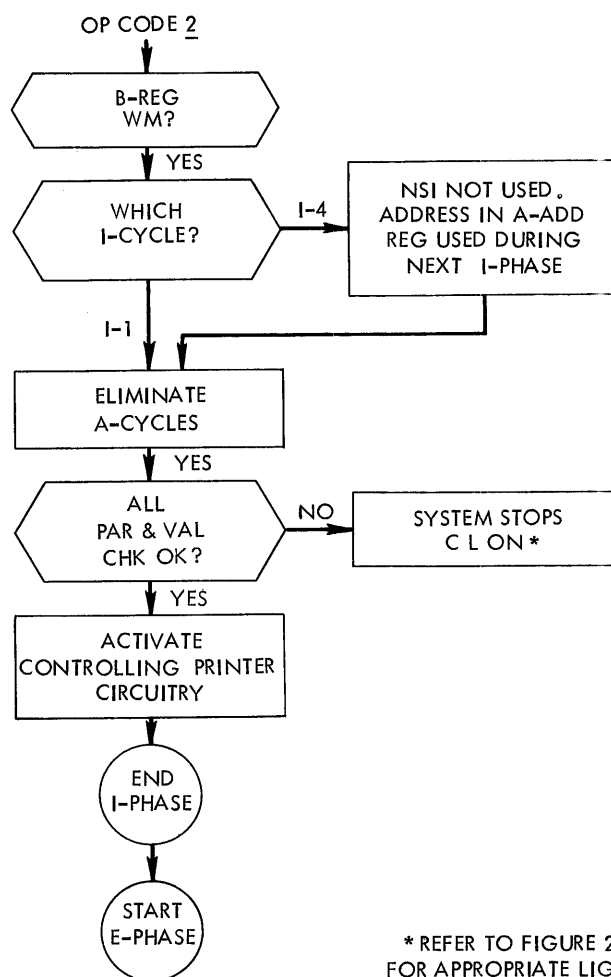 OP CODE 2
B-REG
WM?
YES
WHICH
I-CYCLE?
I-4
NSI NOT USED.
ADDRESS IN A-ADD
REG USED DURING
NEXT I-PHASE
I-1
ELIMINATE
A-CYCLES
YES
ALL
PAR & VAL
CHK OK?
NO
SYSTEM STOPS
C L ON*
YES
ACTIVATE
CONTROLLING PRINTER
CIRCUITRY
END
I-PHASE
START
E-PHASE
* REFER TO FIGURE 2
FOR APPROPRIATE LIG